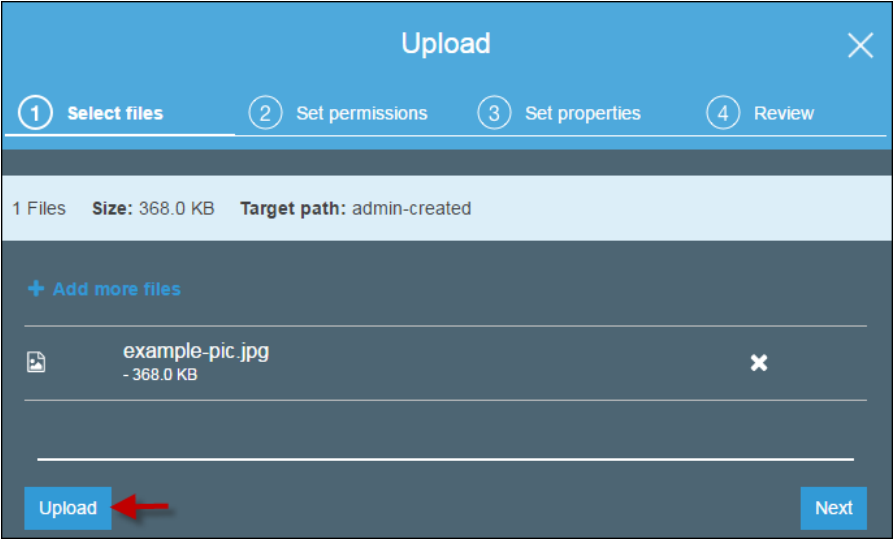 Upload
1 Select files 2 Set permissions 3 Set properties 4 Review
1 Files Size: 368.0 KB Target path: admin-created
+ Add more files
example-pic.jpg
- 368.0 KB
Upload Next